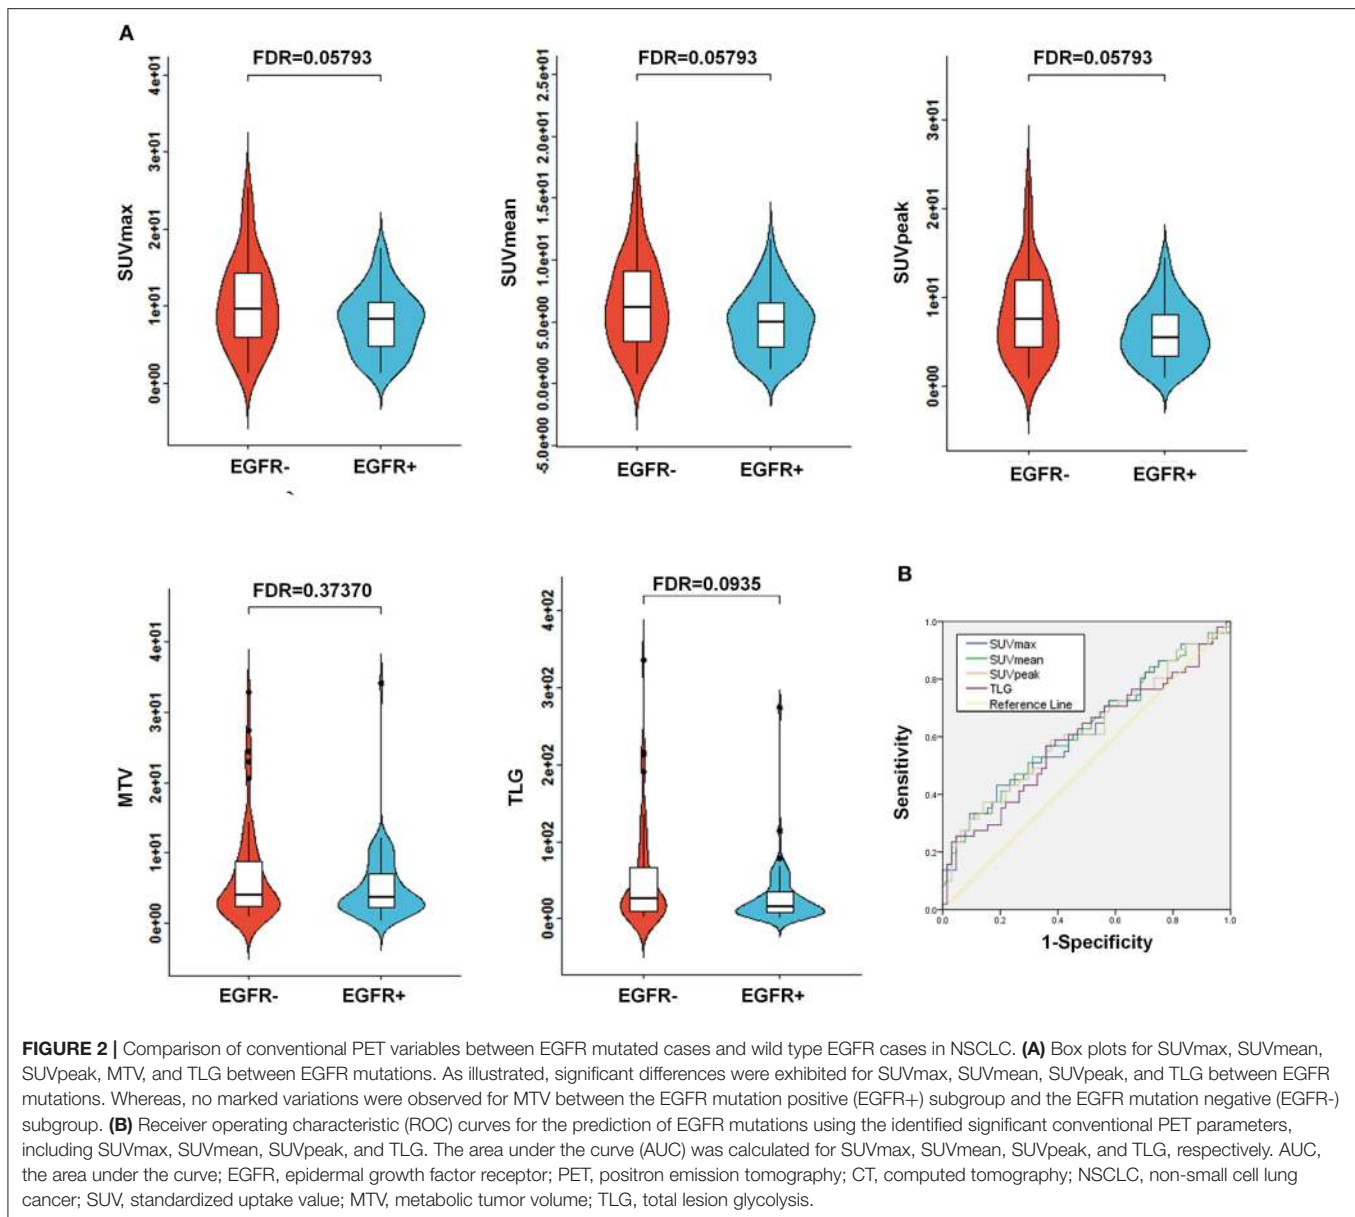 A
FDR=0.05793
SUVmax
4e+01
3e+01
2e+01
1e+01
0e+00
EGFR- EGFR+
FDR=0.05793
SUVmean
2.5e+01
2.0e+01
1.5e+01
1.0e+01
5.0e+00
0.0e+00
-5.0e+00
EGFR- EGFR+
FDR=0.05793
SUVpeak
3e+01
2e+01
1e+01
0e+00
EGFR- EGFR+
FDR=0.37370
MTV
4e+01
3e+01
2e+01
1e+01
0e+00
EGFR- EGFR+
FDR=0.0935
TLG
4e+02
3e+02
2e+02
1e+02
0e+00
EGFR- EGFR+
B
Sensitivity
1.0
0.8
0.6
0.4
0.2
0.0
SUVmax
SUVmean
SUVpeak
TLG
Reference Line
0.0 0.2 0.4 0.6 0.8 1.0
1-Specificity
FIGURE 2 | Comparison of conventional PET variables between EGFR mutated cases and wild type EGFR cases in NSCLC. (A) Box plots for SUVmax, SUVmean,
SUVpeak, MTV, and TLG between EGFR mutations. As illustrated, significant differences were exhibited for SUVmax, SUVmean, SUVpeak, and TLG between EGFR
mutations. Whereas, no marked variations were observed for MTV between the EGFR mutation positive (EGFR+) subgroup and the EGFR mutation negative (EGFR-)
subgroup. (B) Receiver operating characteristic (ROC) curves for the prediction of EGFR mutations using the identified significant conventional PET parameters,
including SUVmax, SUVmean, SUVpeak, and TLG. The area under the curve (AUC) was calculated for SUVmax, SUVmean, SUVpeak, and TLG, respectively. AUC,
the area under the curve; EGFR, epidermal growth factor receptor; PET, positron emission tomography; CT, computed tomography; NSCLC, non-small cell lung
cancer; SUV, standardized uptake value; MTV, metabolic tumor volume; TLG, total lesion glycolysis.